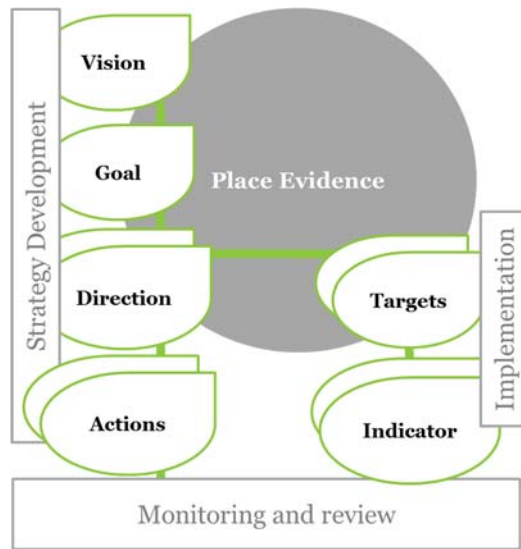 Strategy Development
Vision
Goal
Place Evidence
Direction
Targets
Implementation
Actions
Indicator
Monitoring and review